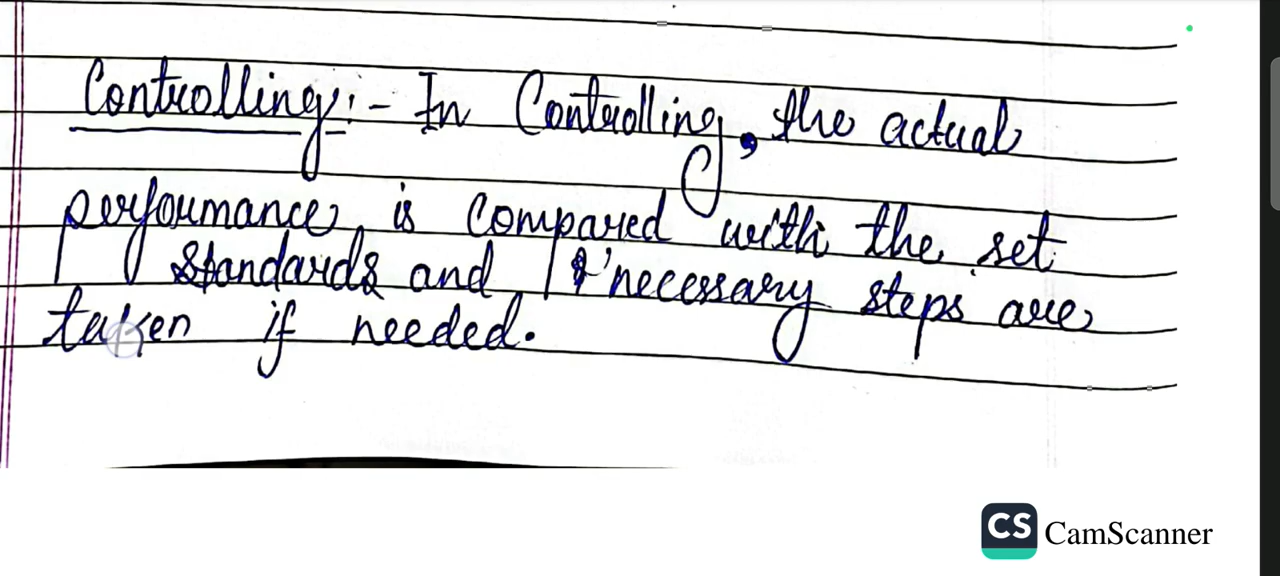 Controlling:- In Controlling, the actual
performance is compared with the set
standards and necessary steps are
taken if needed.
CS CamScanner